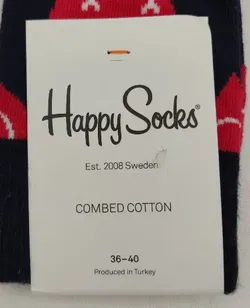 Happy Socks®
Est. 2008 Sweden
COMBED COTTON
36–40
Produced in Turkey